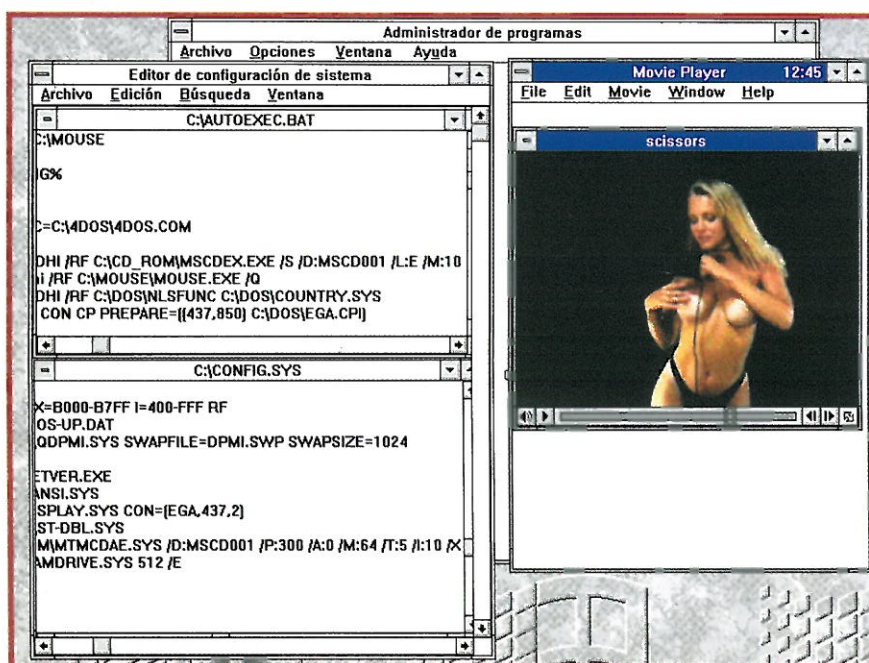 Administrador de programas
Archivo Opciones Ventana Ayuda
Editor de configuración de sistema
Archivo Edición Búsqueda Ventana
C:\AUTOEXEC.BAT
C:\MOUSE
IG%
C=C:\4DOS\4DOS.COM
DHI /RF C:\CD_ROM\MSCDEX.EXE /S /D:MSCD001 /L:E /M:10
/RF C:\MOUSE\MOUSE.EXE /Q
DHI /RF C:\DOS\NLSFUNC C:\DOS\COUNTRY.SYS
CON CP PREPARE=((437,850) C:\DOS\EGA.CPI)
C:\CONFIG.SYS
X=B000-B7FF I=400-FFF RF
OS-UP.DAT
QDPMI.SYS SWAPFILE=DPMI.SWP SWAPSIZE=1024
ETVER.EXE
ANSI.SYS
SPLAY.SYS CON=(EGA,437,2)
ST-DBL.SYS
M\MTMCDAE.SYS /D:MSCD001 /P:300 /A:0 /M:64 /T:5 /I:10 /X
AMDRIVE.SYS 512 /E
Movie Player 12:45
File Edit Movie Window Help
scissors